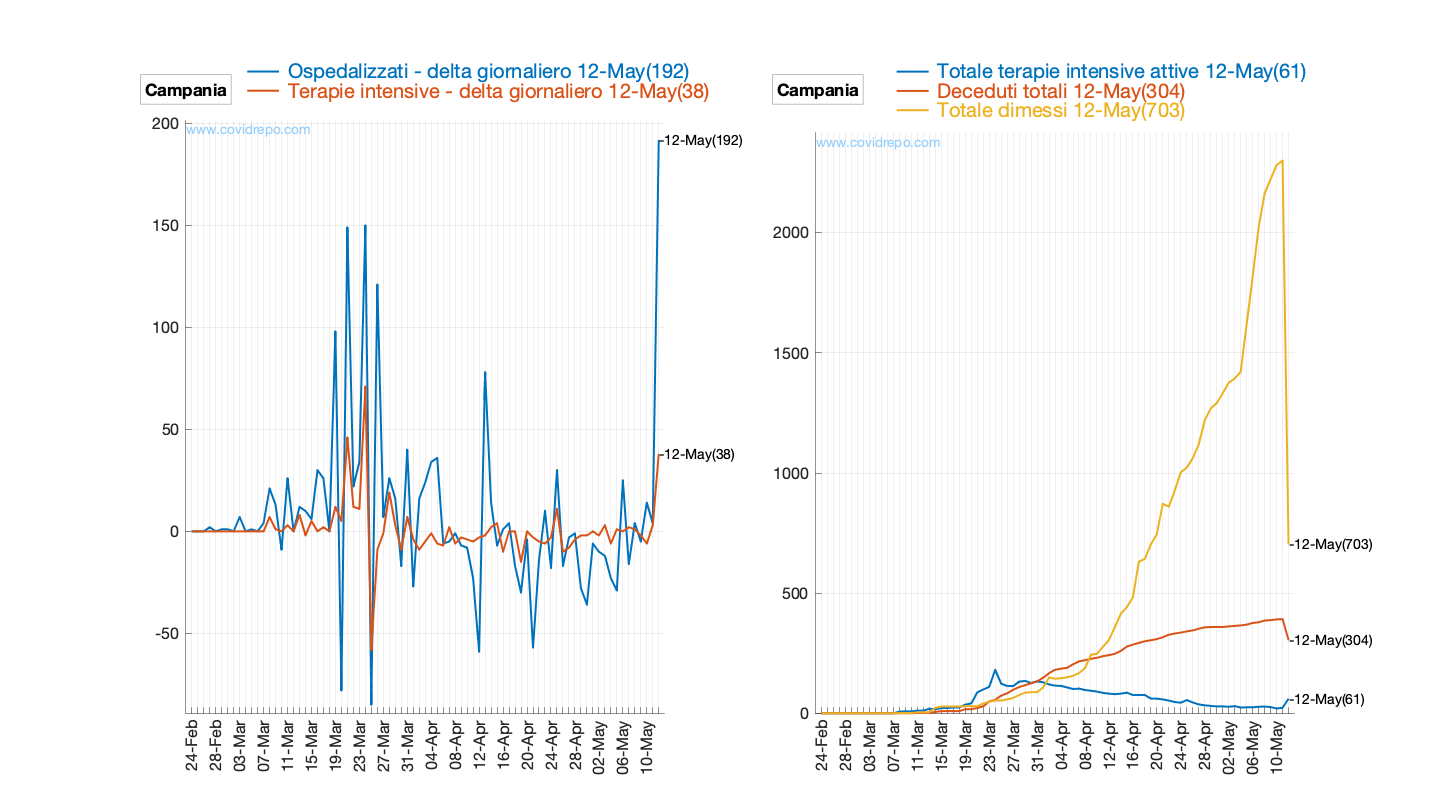 Campania
Ospedalizzati - delta giornaliero 12-May(192)
Terapie intensive - delta giornaliero 12-May(38)
www.covidrepo.com
200
150
100
50
0
-50
12-May(192)
12-May(38)
24-Feb
28-Feb
03-Mar
07-Mar
11-Mar
15-Mar
19-Mar
23-Mar
27-Mar
31-Mar
04-Apr
08-Apr
12-Apr
16-Apr
20-Apr
24-Apr
28-Apr
02-May
06-May
10-May
Campania
Totale terapie intensive attive 12-May(61)
Deceduti totali 12-May(304)
Totale dimessi 12-May(703)
www.covidrepo.com
2000
1500
1000
500
0
12-May(703)
12-May(304)
12-May(61)
24-Feb
28-Feb
03-Mar
07-Mar
11-Mar
15-Mar
19-Mar
23-Mar
27-Mar
31-Mar
04-Apr
08-Apr
12-Apr
16-Apr
20-Apr
24-Apr
28-Apr
02-May
06-May
10-May